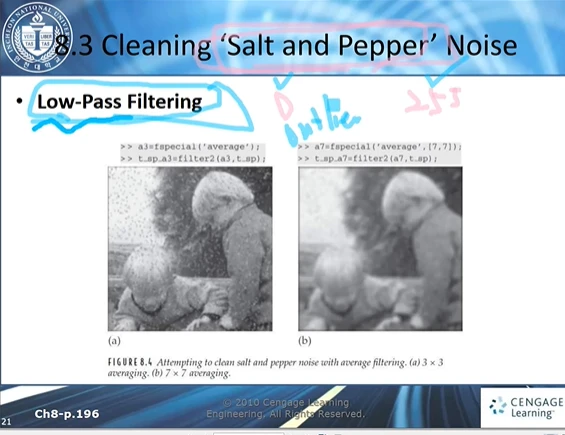 8.3 Cleaning ‘Salt and Pepper’ Noise
• Low-Pass Filtering
0
255
outlier
>> a3=fspecial('average');
>> t_sp_a3=filter2(a3,t_sp);
>> a7=fspecial('average',[7,7]);
>> t_sp_a7=filter2(a7,t_sp);
(a)
(b)
FIGURE 8.4 Attempting to clean salt and pepper noise with average filtering. (a) 3 × 3
averaging. (b) 7 × 7 averaging.
21
Ch8-p.196
© 2010 Cengage Learning
Engineering. All Rights Reserved.
CENGAGE
Learning™